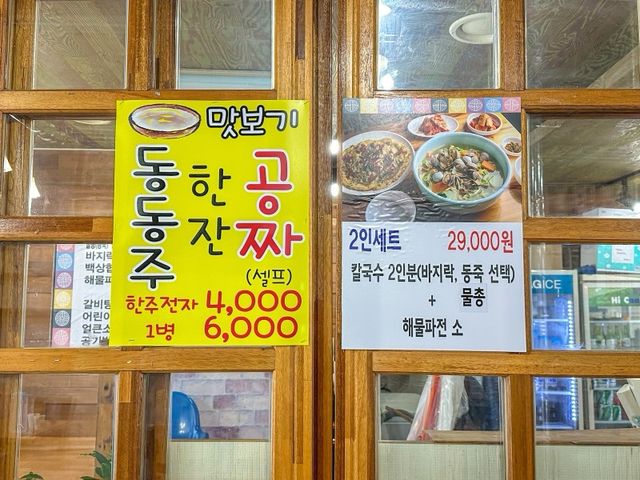 맛보기
동동주
한잔
공짜
(셀프)
한주전자 4,000
1병 6,000
2인세트 29,000원
칼국수 2인분(바지락, 동죽 선택)
+ 물총
해물파전 소
바지락
백상합
해물파
갈비탕
어린이
얼큰소